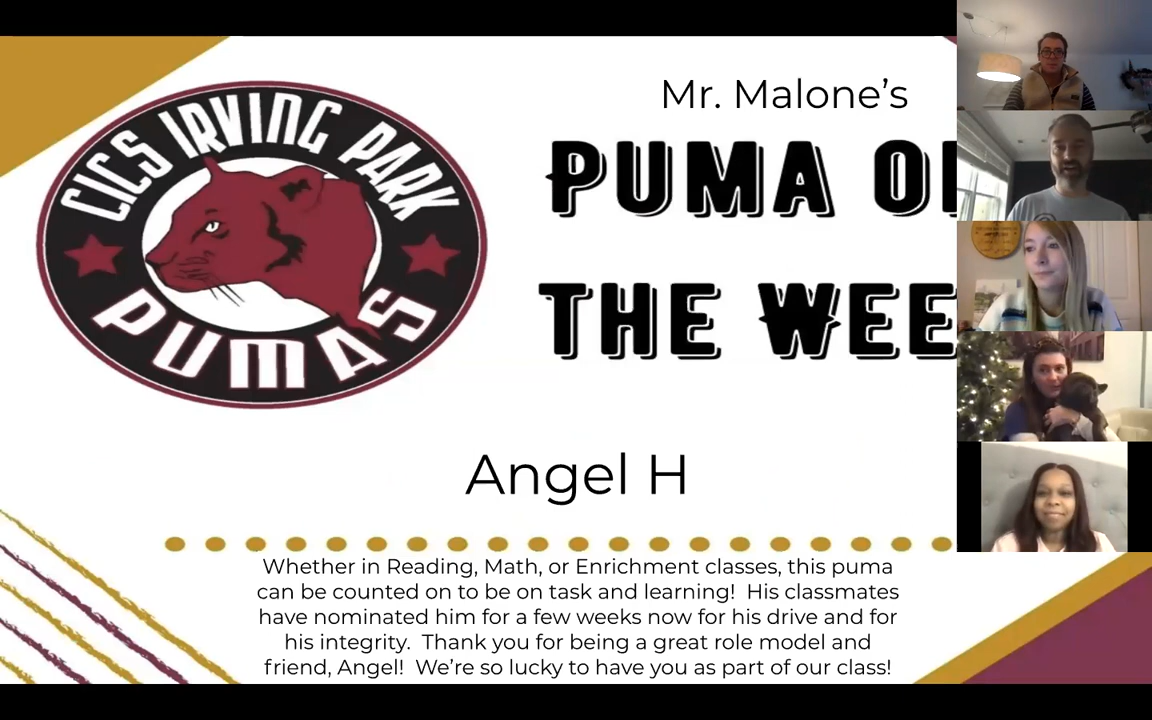 CICS IRVING PARK
PUMAS
Mr. Malone's
PUMA OF
THE WEE
Angel H
Whether in Reading, Math, or Enrichment classes, this puma
can be counted on to be on task and learning!  His classmates
have nominated him for a few weeks now for his drive and for
his integrity.  Thank you for being a great role model and
friend, Angel!  We're so lucky to have you as part of our class!